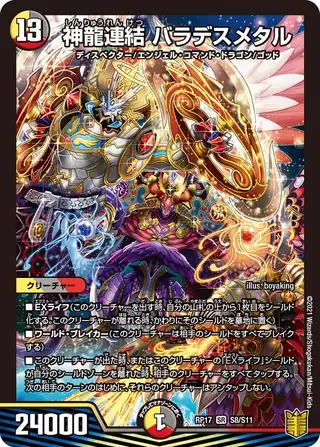 13
しんりゅうれんけつ
神龍連結 バラデスメタル
ディスペクター/エンジェル・コマンド・ドラゴン/ゴッド
クリーチャー
illus. boyaking
■EXライフ(このクリーチャーを出す時、自分の山札の上から1枚目をシールド
化する。このクリーチャーが離れる時、かわりにそのシールドを墓地に置く)
■ワールド・ブレイカー(このクリーチャーは相手のシールドをすべてブレイク
する)
■このクリーチャーが出た時、またはこのクリーチャーの「EXライフ」シールド
が自分のシールドゾーンを離れた時、相手のクリーチャーをすべてタップする。
次の相手のターンのはじめに、それらのクリーチャーはアンタップしない。
24000
1
RP17 SR S8/S11
©2021 Wizards/Shogakukan/Mitsui-Kids